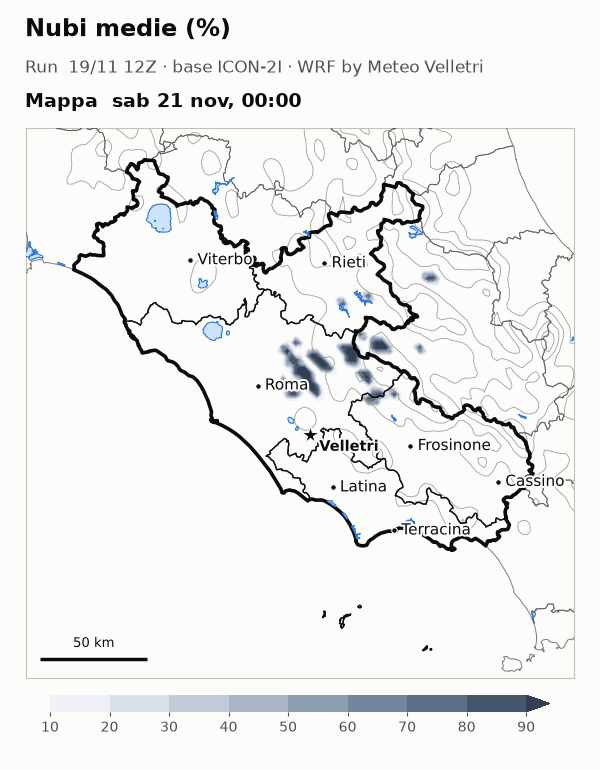 Nubi medie (%)
Run 19/11 12Z · base ICON-2I · WRF by Meteo Velletri
Mappa sab 21 nov, 00:00
Viterbo
Rieti
Roma
Velletri
Frosinone
Latina
Cassino
Terracina
50 km
10 20 30 40 50 60 70 80 90